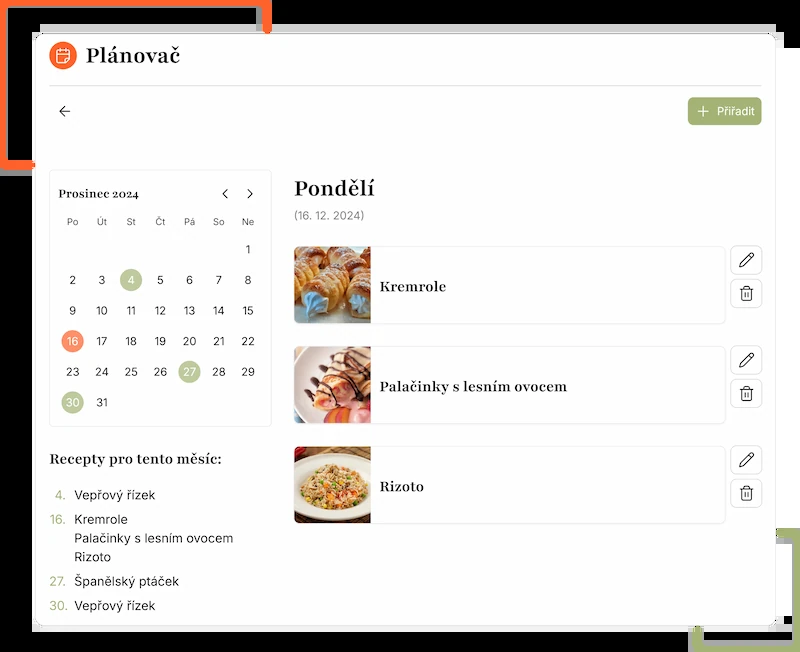 Plánovač
Přiřadit
Prosinec 2024
Po Út St Čt Pá So Ne
1
2 3 4 5 6 7 8
9 10 11 12 13 14 15
16 17 18 19 20 21 22
23 24 25 26 27 28 29
30 31
Recepty pro tento měsíc:
4. Vepřový řízek
16. Kremrole
Palačinky s lesním ovocem
Rizoto
27. Španělský ptáček
30. Vepřový řízek
Pondělí
(16. 12. 2024)
Kremrole
Palačinky s lesním ovocem
Rizoto